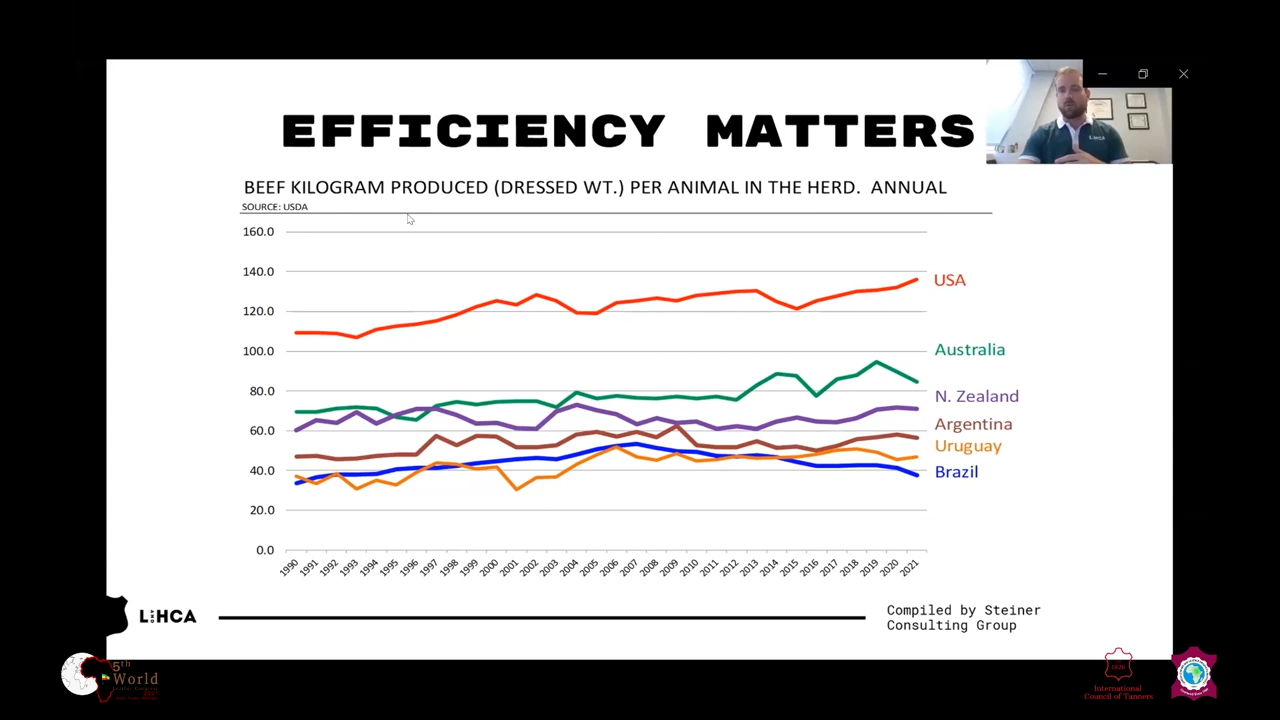 EFFICIENCY MATTERS
L&HCA
BEEF KILOGRAM PRODUCED (DRESSED WT.) PER ANIMAL IN THE HERD. ANNUAL
SOURCE: USDA
160.0
140.0
120.0
100.0
80.0
60.0
40.0
20.0
0.0
USA
Australia
N. Zealand
Argentina
Uruguay
Brazil
1990 1991 1992 1993 1994 1995 1996 1997 1998 1999 2000 2001 2002 2003 2004 2005 2006 2007 2008 2009 2010 2011 2012 2013 2014 2015 2016 2017 2018 2019 2020 2021
HCA
Compiled by Steiner
Consulting Group
5th
World
International
Council of Tanners